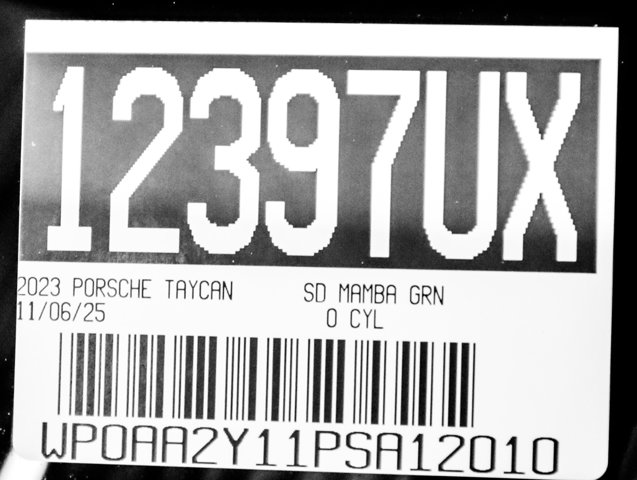 12397UX
2023 PORSCHE TAYCAN SD MAMBA GRN
11/06/25 0 CYL
WP0AA2Y11PSA12010